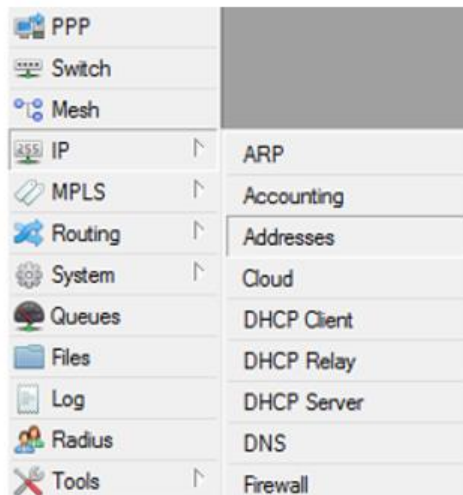 PPP
Switch
Mesh
255 IP
MPLS
Routing
System
Queues
Files
Log
Radius
Tools
ARP
Accounting
Addresses
Cloud
DHCP Client
DHCP Relay
DHCP Server
DNS
Firewall